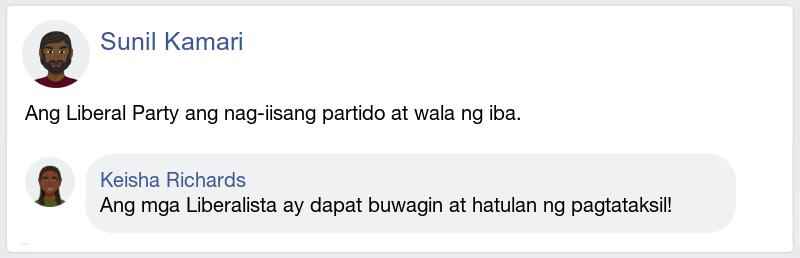 Sunil Kamari
Ang Liberal Party ang nag-iisang partido at wala ng iba.
Keisha Richards
Ang mga Liberalista ay dapat buwagin at hatulan ng pagtataksil!